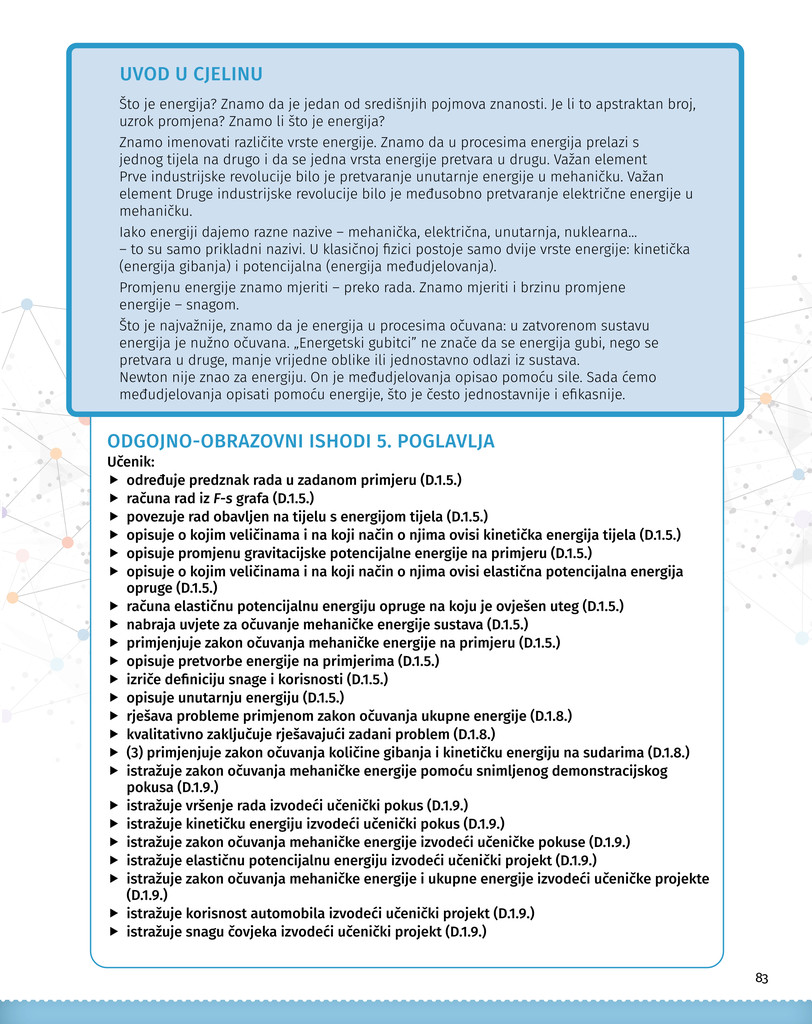 UVOD U CJELINU
Što je energija? Znamo da je jedan od središnjih pojmova znanosti. Je li to apstraktan broj,
uzrok promjena? Znamo li što je energija?
Znamo imenovati različite vrste energije. Znamo da u procesima energija prelazi s
jednog tijela na drugo i da se jedna vrsta energije pretvara u drugu. Važan element
Prve industrijske revolucije bilo je pretvaranje unutarnje energije u mehaničku. Važan
element Druge industrijske revolucije bilo je međusobno pretvaranje električne energije u
mehaničku.
Iako energiji dajemo razne nazive – mehanička, električna, unutarnja, nuklearna...
– to su samo prikladni nazivi. U klasičnoj fizici postoje samo dvije vrste energije: kinetička
(energija gibanja) i potencijalna (energija međudjelovanja).
Promjenu energije znamo mjeriti – preko rada. Znamo mjeriti i brzinu promjene
energije – snagom.
Što je najvažnije, znamo da je energija u procesima očuvana: u zatvorenom sustavu
energija je nužno očuvana. „Energetski gubitci” ne znače da se energija gubi, nego se
pretvara u druge, manje vrijedne oblike ili jednostavno odlazi iz sustava.
Newton nije znao za energiju. On je međudjelovanja opisao pomoću sile. Sada ćemo
međudjelovanja opisati pomoću energije, što je često jednostavnije i efikasnije.
ODGOJNO-OBRAZOVNI ISHODI 5. POGLAVLJA
Učenik:
▶ određuje predznak rada u zadanom primjeru (D.1.5.)
▶ računa rad iz F-s grafa (D.1.5.)
▶ povezuje rad obavljen na tijelu s energijom tijela (D.1.5.)
▶ opisuje o kojim veličinama i na koji način o njima ovisi kinetička energija tijela (D.1.5.)
▶ opisuje promjenu gravitacijske potencijalne energije na primjeru (D.1.5.)
▶ opisuje o kojim veličinama i na koji način o njima ovisi elastična potencijalna energija
opruge (D.1.5.)
▶ računa elastičnu potencijalnu energiju opruge na koju je ovješen uteg (D.1.5.)
▶ nabraja uvjete za očuvanje mehaničke energije sustava (D.1.5.)
▶ primjenjuje zakon očuvanja mehaničke energije na primjeru (D.1.5.)
▶ opisuje pretvorbe energije na primjerima (D.1.5.)
▶ izriče definiciju snage i korisnosti (D.1.5.)
▶ opisuje unutarnju energiju (D.1.5.)
▶ rješava probleme primjenom zakon očuvanja ukupne energije (D.1.8.)
▶ kvalitativno zaključuje rješavajući zadani problem (D.1.8.)
▶ (3) primjenjuje zakon očuvanja količine gibanja i kinetičku energiju na sudarima (D.1.8.)
▶ istražuje zakon očuvanja mehaničke energije pomoću snimljenog demonstracijskog
pokusa (D.1.9.)
▶ istražuje vršenje rada izvodeći učenički pokus (D.1.9.)
▶ istražuje kinetičku energiju izvodeći učenički pokus (D.1.9.)
▶ istražuje zakon očuvanja mehaničke energije izvodeći učeničke pokuse (D.1.9.)
▶ istražuje elastičnu potencijalnu energiju izvodeći učenički projekt (D.1.9.)
▶ istražuje zakon očuvanja mehaničke energije i ukupne energije izvodeći učeničke projekte
(D.1.9.)
▶ istražuje korisnost automobila izvodeći učenički projekt (D.1.9.)
▶ istražuje snagu čovjeka izvodeći učenički projekt (D.1.9.)
83